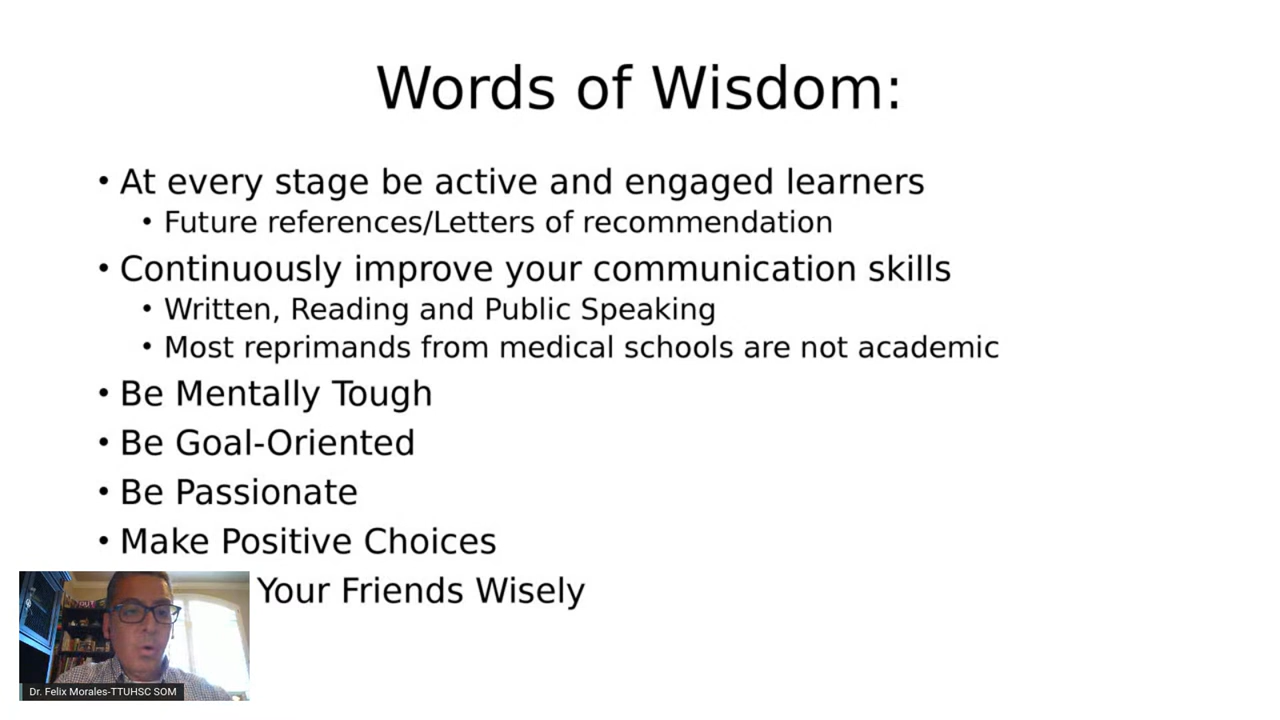 Words of Wisdom:
• At every stage be active and engaged learners
• Future references/Letters of recommendation
• Continuously improve your communication skills
• Written, Reading and Public Speaking
• Most reprimands from medical schools are not academic
• Be Mentally Tough
• Be Goal-Oriented
• Be Passionate
• Make Positive Choices
Your Friends Wisely
Dr. Felix Morales-TTUHSC SOM